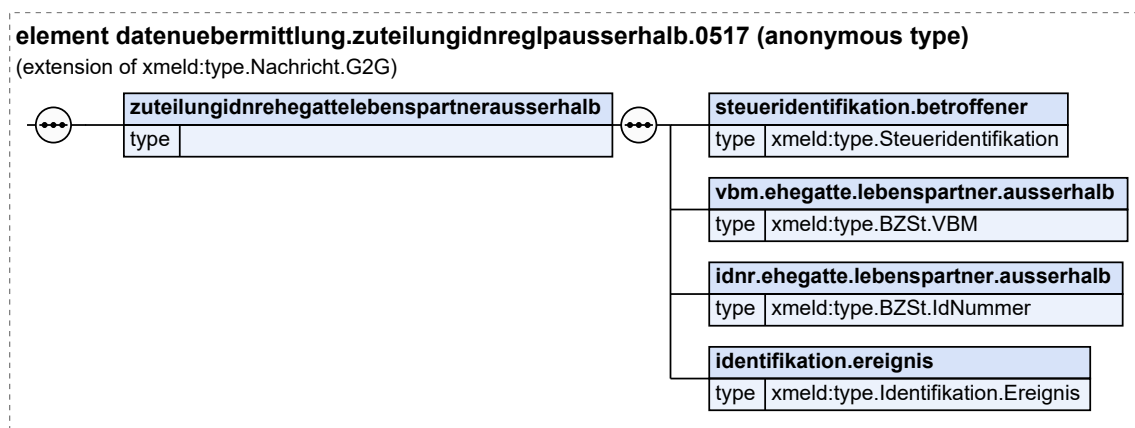 element datenuebermittlung.zuteilungidnreglpausserhalb.0517 (anonymous type)
(extension of xmeld:type.Nachricht.G2G)
zuteilungidnrehegattelebenspartnerausserhalb
type
steueridentifikation.betroffener
type xmeld:type.Steueridentifikation
vbm.ehegatte.lebenspartner.ausserhalb
type xmeld:type.BZSt.VBM
idnr.ehegatte.lebenspartner.ausserhalb
type xmeld:type.BZSt.IdNummer
identifikation.ereignis
type xmeld:type.Identifikation.Ereignis